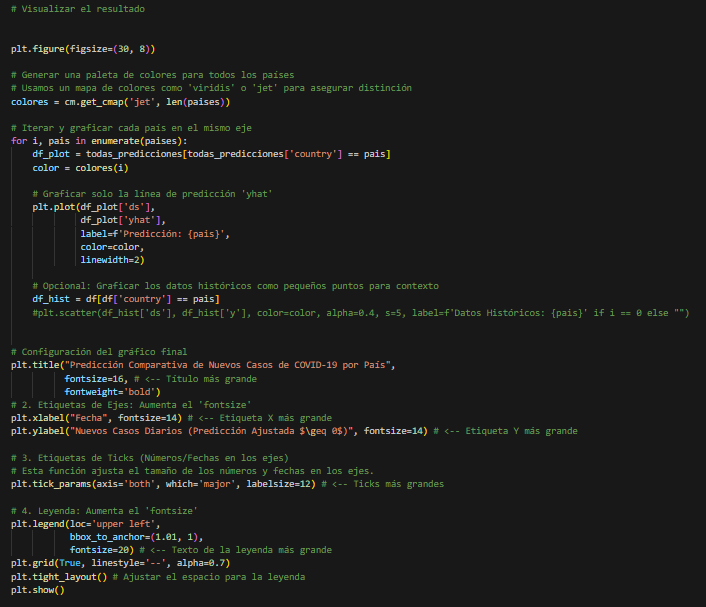 # Visualizar el resultado
plt.figure(figsize=(30, 8))
# Generar una paleta de colores para todos los países
# Usamos un mapa de colores como 'viridis' o 'jet' para asegurar distinción
colores = cm.get_cmap('jet', len(paises))
# Iterar y graficar cada país en el mismo eje
for i, pais in enumerate(paises):
    df_plot = todas_predicciones[todas_predicciones['country'] == pais]
    color = colores(i)
    # Graficar solo la línea de predicción 'yhat'
    plt.plot(df_plot['ds'],
             df_plot['yhat'],
             label=f'Predicción: {pais}',
             color=color,
             linewidth=2)
    # Opcional: Graficar los datos históricos como pequeños puntos para contexto
    df_hist = df[df['country'] == pais]
    #plt.scatter(df_hist['ds'], df_hist['y'], color=color, alpha=0.4, s=5, label=f'Datos Históricos: {pais}' if i == 0 else "")
# Configuración del gráfico final
plt.title("Predicción Comparativa de Nuevos Casos de COVID-19 por País",
          fontsize=16, # <-- Título más grande
          fontweight='bold')
# 2. Etiquetas de Ejes: Aumenta el 'fontsize'
plt.xlabel("Fecha", fontsize=14) # <-- Etiqueta X más grande
plt.ylabel("Nuevos Casos Diarios (Predicción Ajustada $\geq 0$)", fontsize=14) # <-- Etiqueta Y más grande
# 3. Etiquetas de Ticks (Números/Fechas en los ejes)
# Esta función ajusta el tamaño de los números y fechas en los ejes.
plt.tick_params(axis='both', which='major', labelsize=12) # <-- Ticks más grandes
# 4. Leyenda: Aumenta el 'fontsize'
plt.legend(loc='upper left',
           bbox_to_anchor=(1.01, 1),
           fontsize=20) # <-- Texto de la leyenda más grande
plt.grid(True, linestyle='--', alpha=0.7)
plt.tight_layout() # Ajustar el espacio para la leyenda
plt.show()